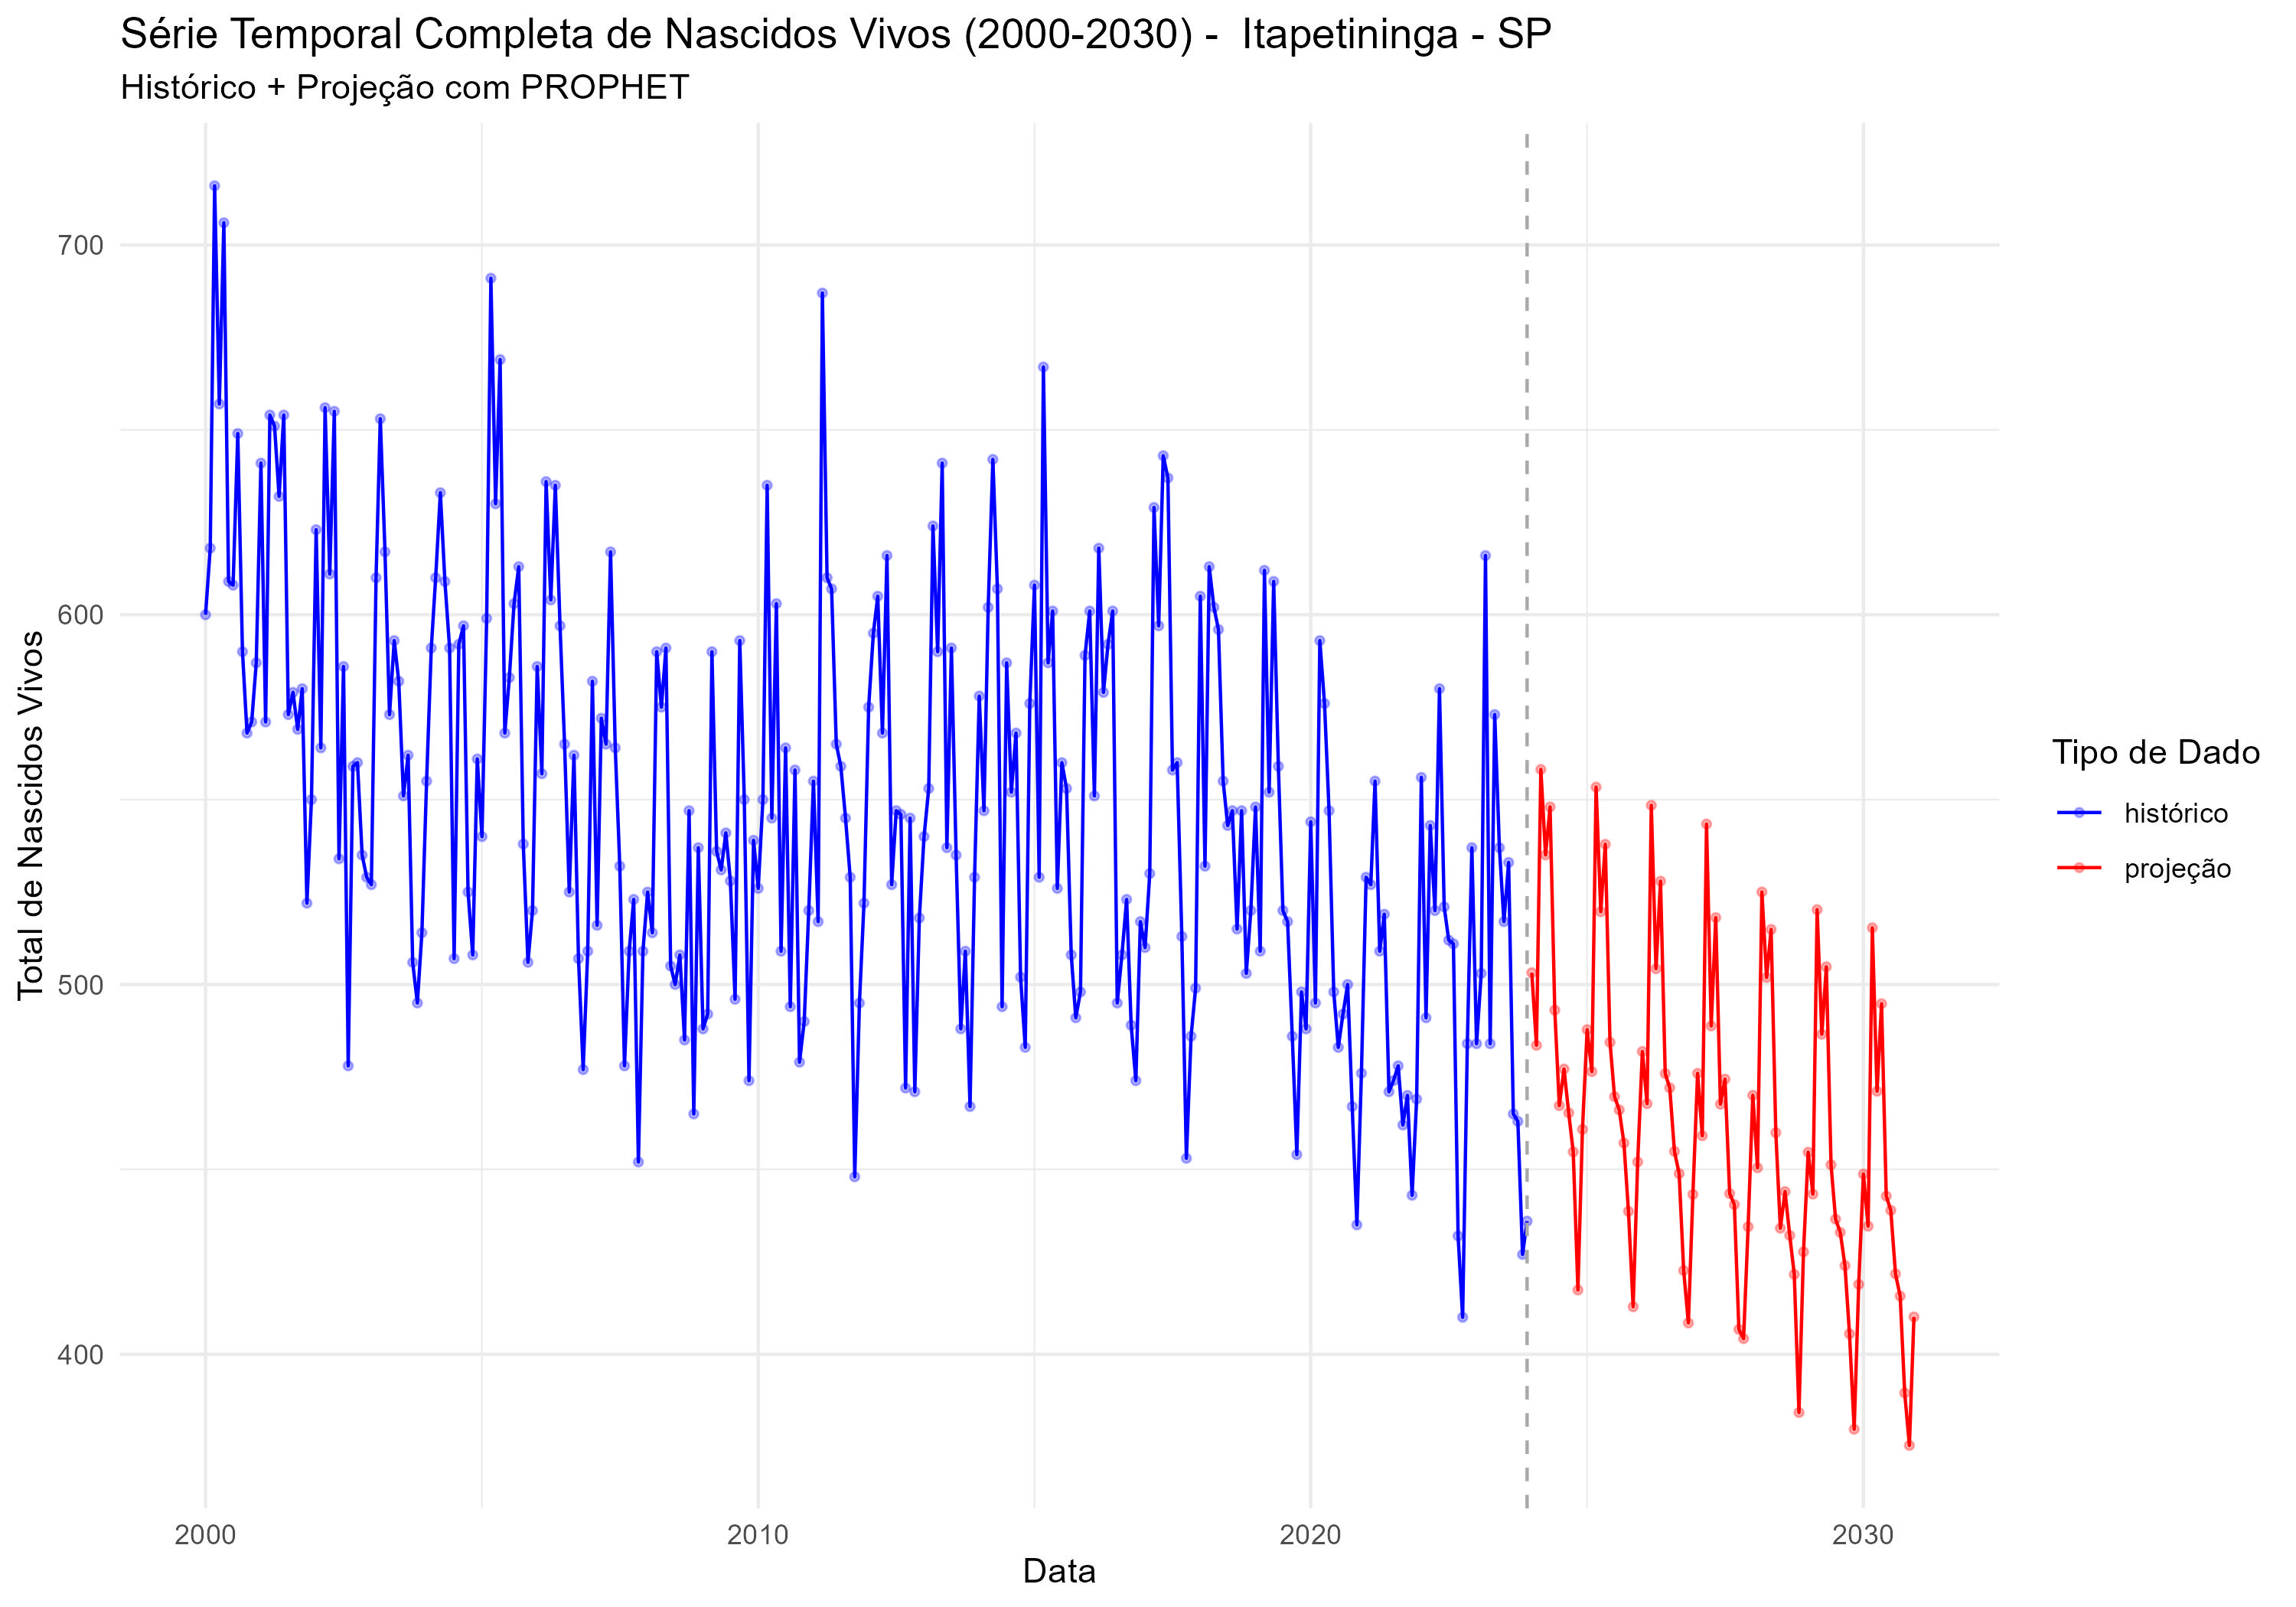 Série Temporal Completa de Nascidos Vivos (2000-2030) -  Itapetininga - SP
Histórico + Projeção com PROPHET
Total de Nascidos Vivos
700
600
500
400
2000
2010
2020
2030
Data
Tipo de Dado
histórico
projeção